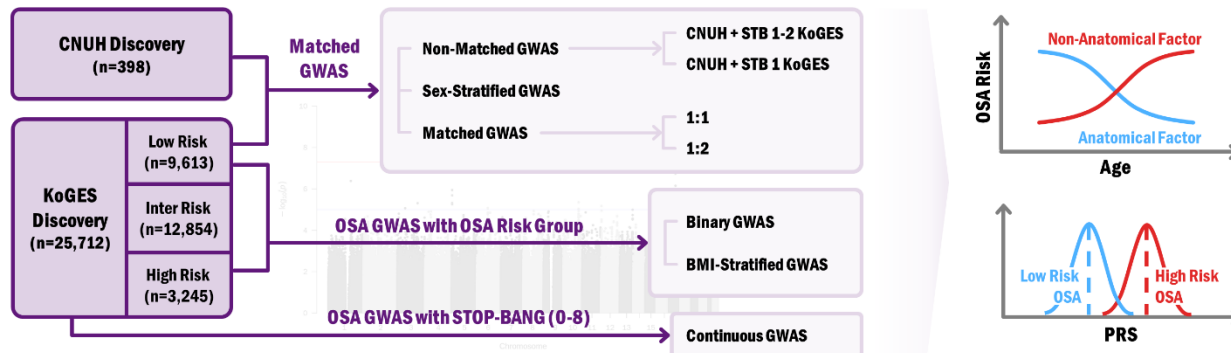 CNUH Discovery
(n=398)
KoGES
Discovery
(n=25,712)
Low Risk
(n=9,613)
Inter Risk
(n=12,854)
High Risk
(n=3,245)
Matched
GWAS
Non-Matched GWAS
CNUH + STB 1-2 KoGES
CNUH + STB 1 KoGES
Sex-Stratified GWAS
Matched GWAS
1:1
1:2
OSA GWAS with OSA Risk Group
Binary GWAS
BMI-Stratified GWAS
OSA GWAS with STOP-BANG (0-8)
Continuous GWAS
Chromosome
OSA Risk
Non-Anatomical Factor
Anatomical Factor
Age
Low Risk
OSA
High Risk
OSA
PRS